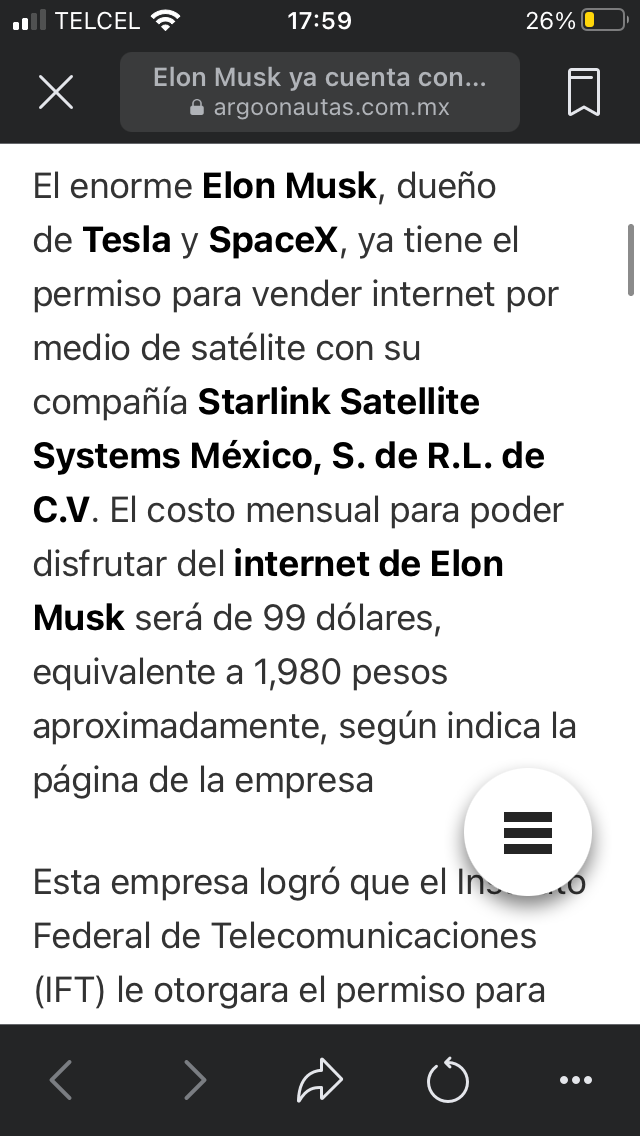 TELCEL 17:59 26%
Elon Musk ya cuenta con...
argoonautas.com.mx
El enorme Elon Musk, dueño
de Tesla y SpaceX, ya tiene el
permiso para vender internet por
medio de satélite con su
compañía Starlink Satellite
Systems México, S. de R.L. de
C.V. El costo mensual para poder
disfrutar del internet de Elon
Musk será de 99 dólares,
equivalente a 1,980 pesos
aproximadamente, según indica la
página de la empresa
Esta empresa logró que el
Federal de Telecomunicaciones
(IFT) le otorgara el permiso para